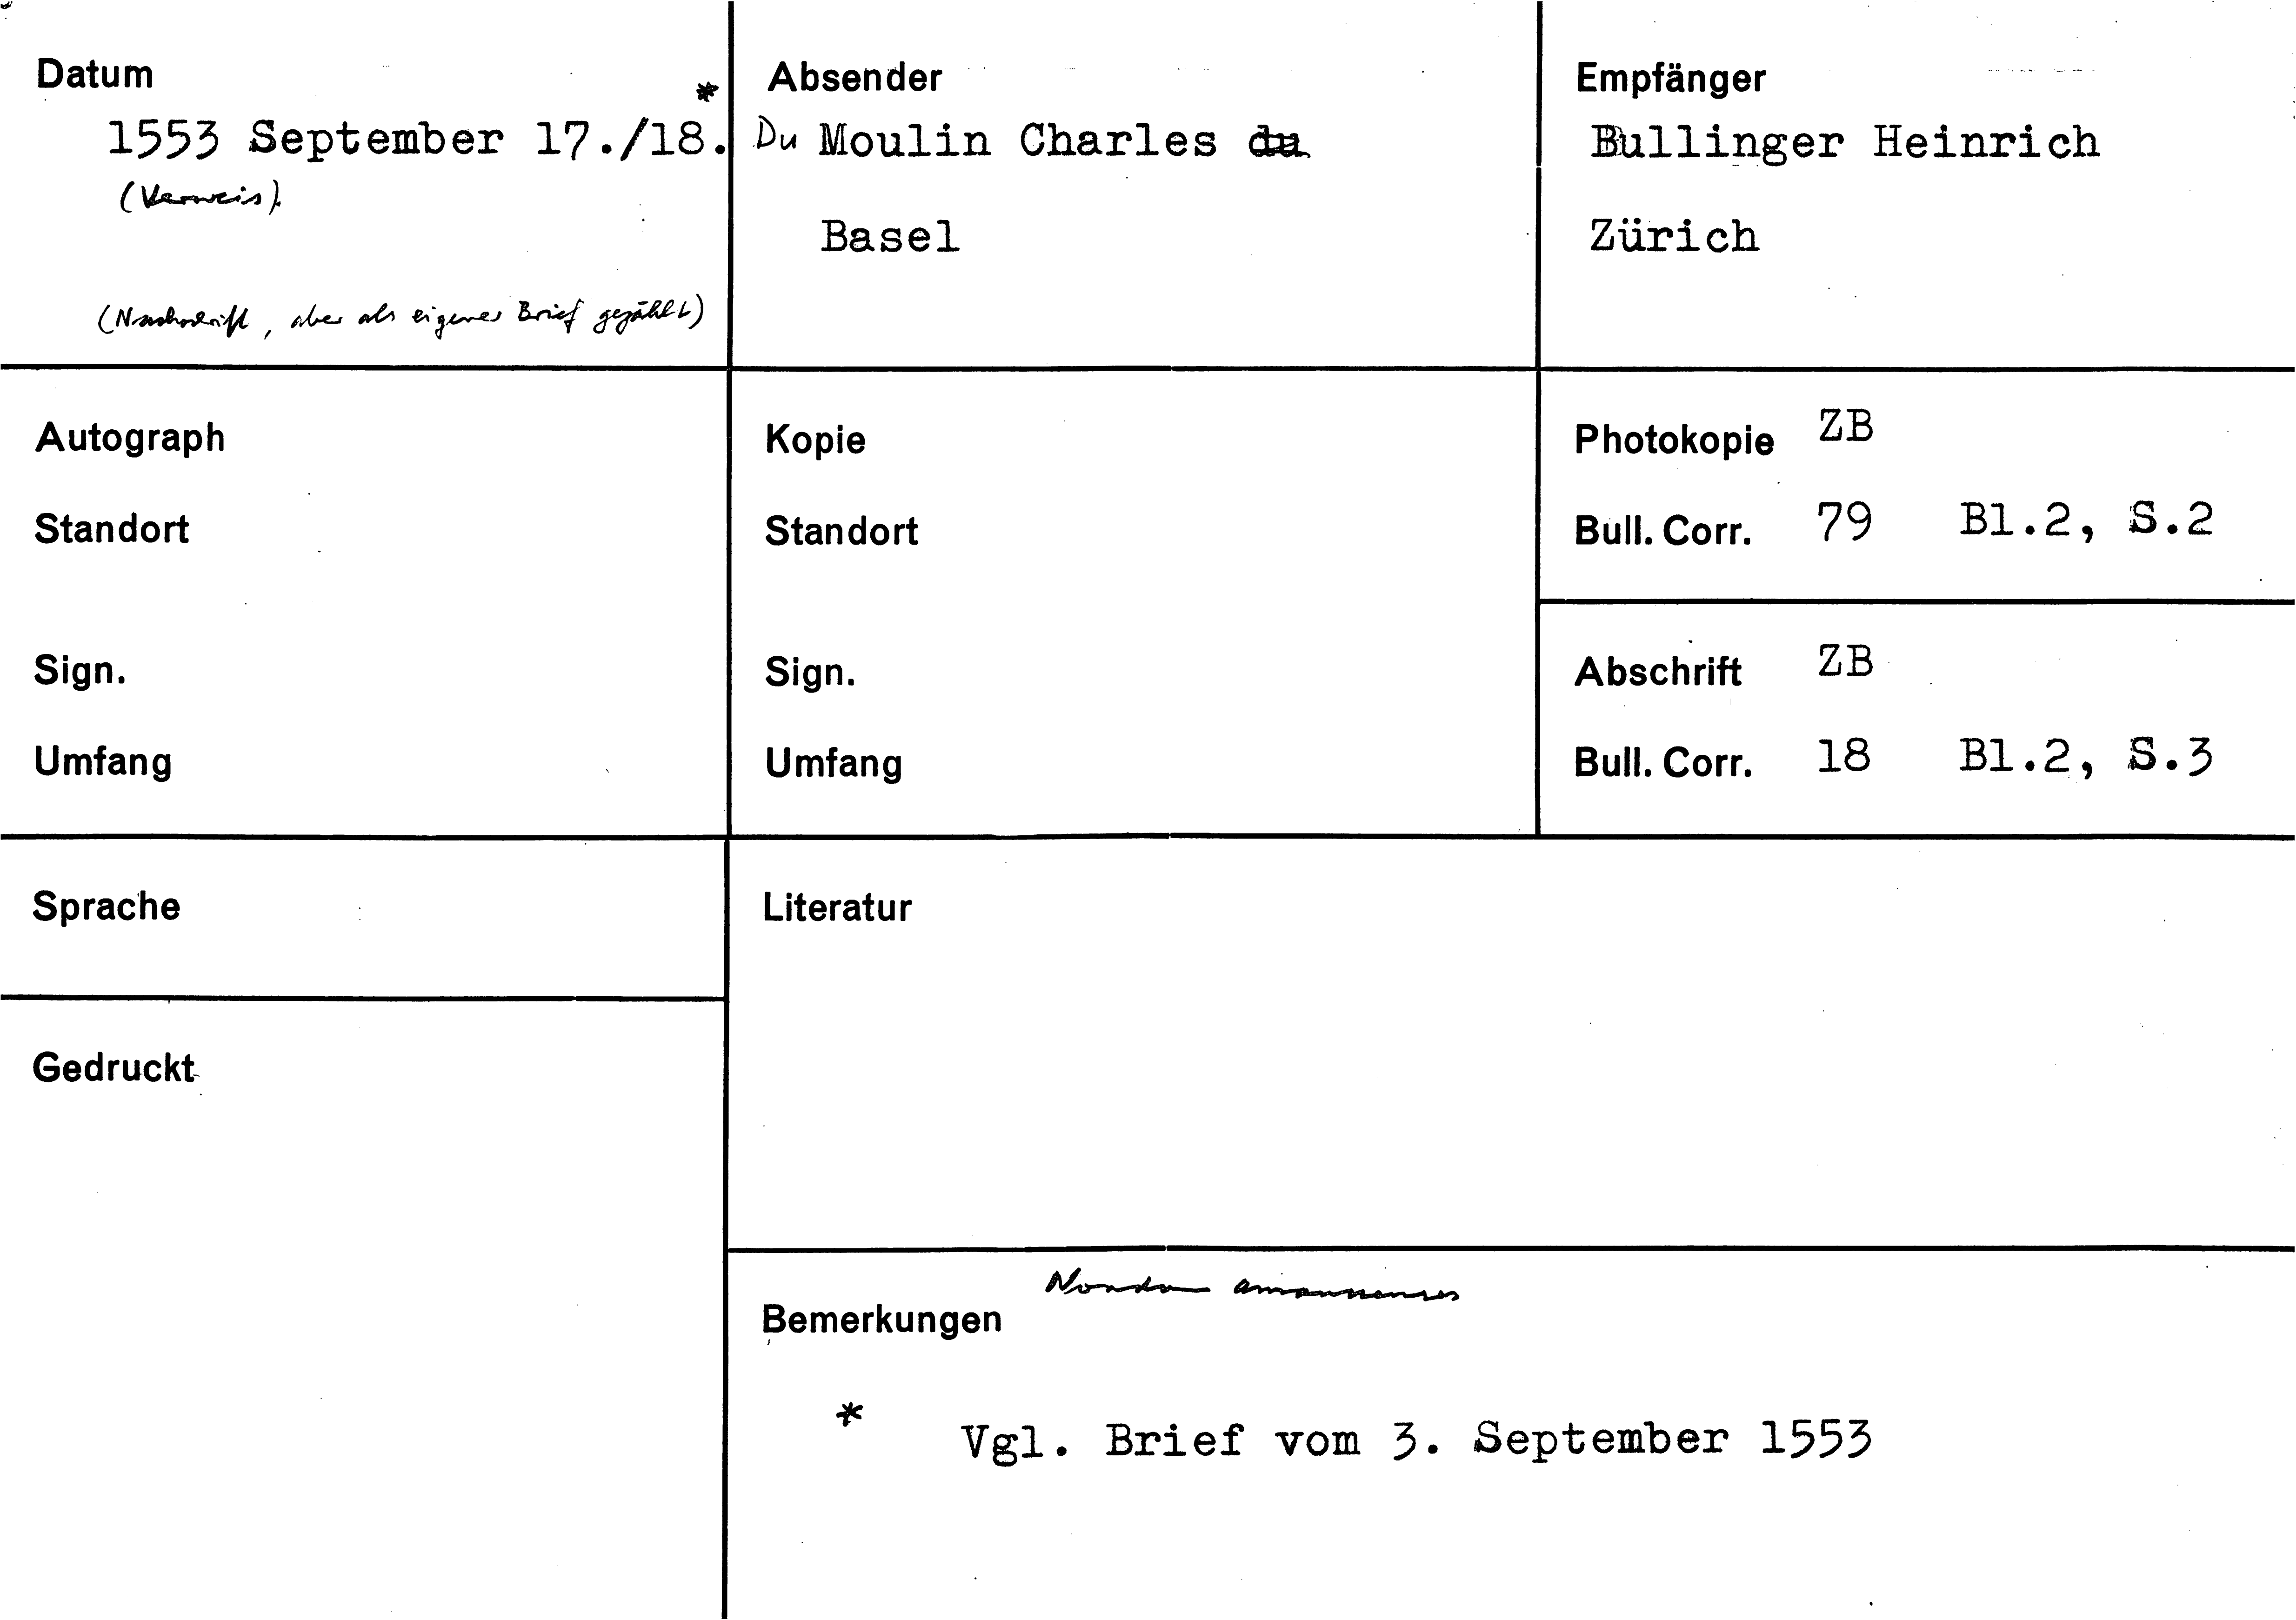 Datum
*
1553 September 17./18.
(Verweis)
(Nachschrift, aber als eigener Brief gezählt)
Absender
Du Moulin Charles du
Basel
Empfänger
Bullinger Heinrich
Zürich
Autograph
Standort
Sign.
Umfang
Kopie
Standort
Sign.
Umfang
Photokopie ZB
Bull. Corr. 79 Bl.2, S.2
Abschrift ZB
Bull. Corr. 18 Bl.2, S.3
Sprache
Gedruckt
Literatur
Bemerkungen
* Vgl. Brief vom 3. September 1553